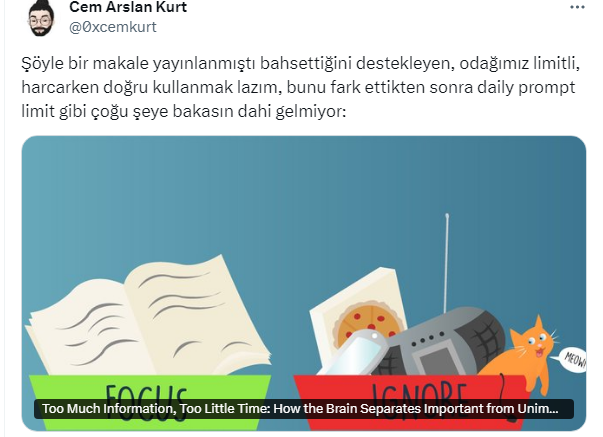 Cem Arslan Kurt
@0xcemkurt
Şöyle bir makale yayınlanmıştı bahsettiğini destekleyen, odağımız limitli,
harcarken doğru kullanmak lazım, bunu fark ettikten sonra daily prompt
limit gibi çoğu şeye bakasın dahi gelmiyor:
MEOW!
FOCUS
IGNORE
Too Much Information, Too Little Time: How the Brain Separates Important from Unim...